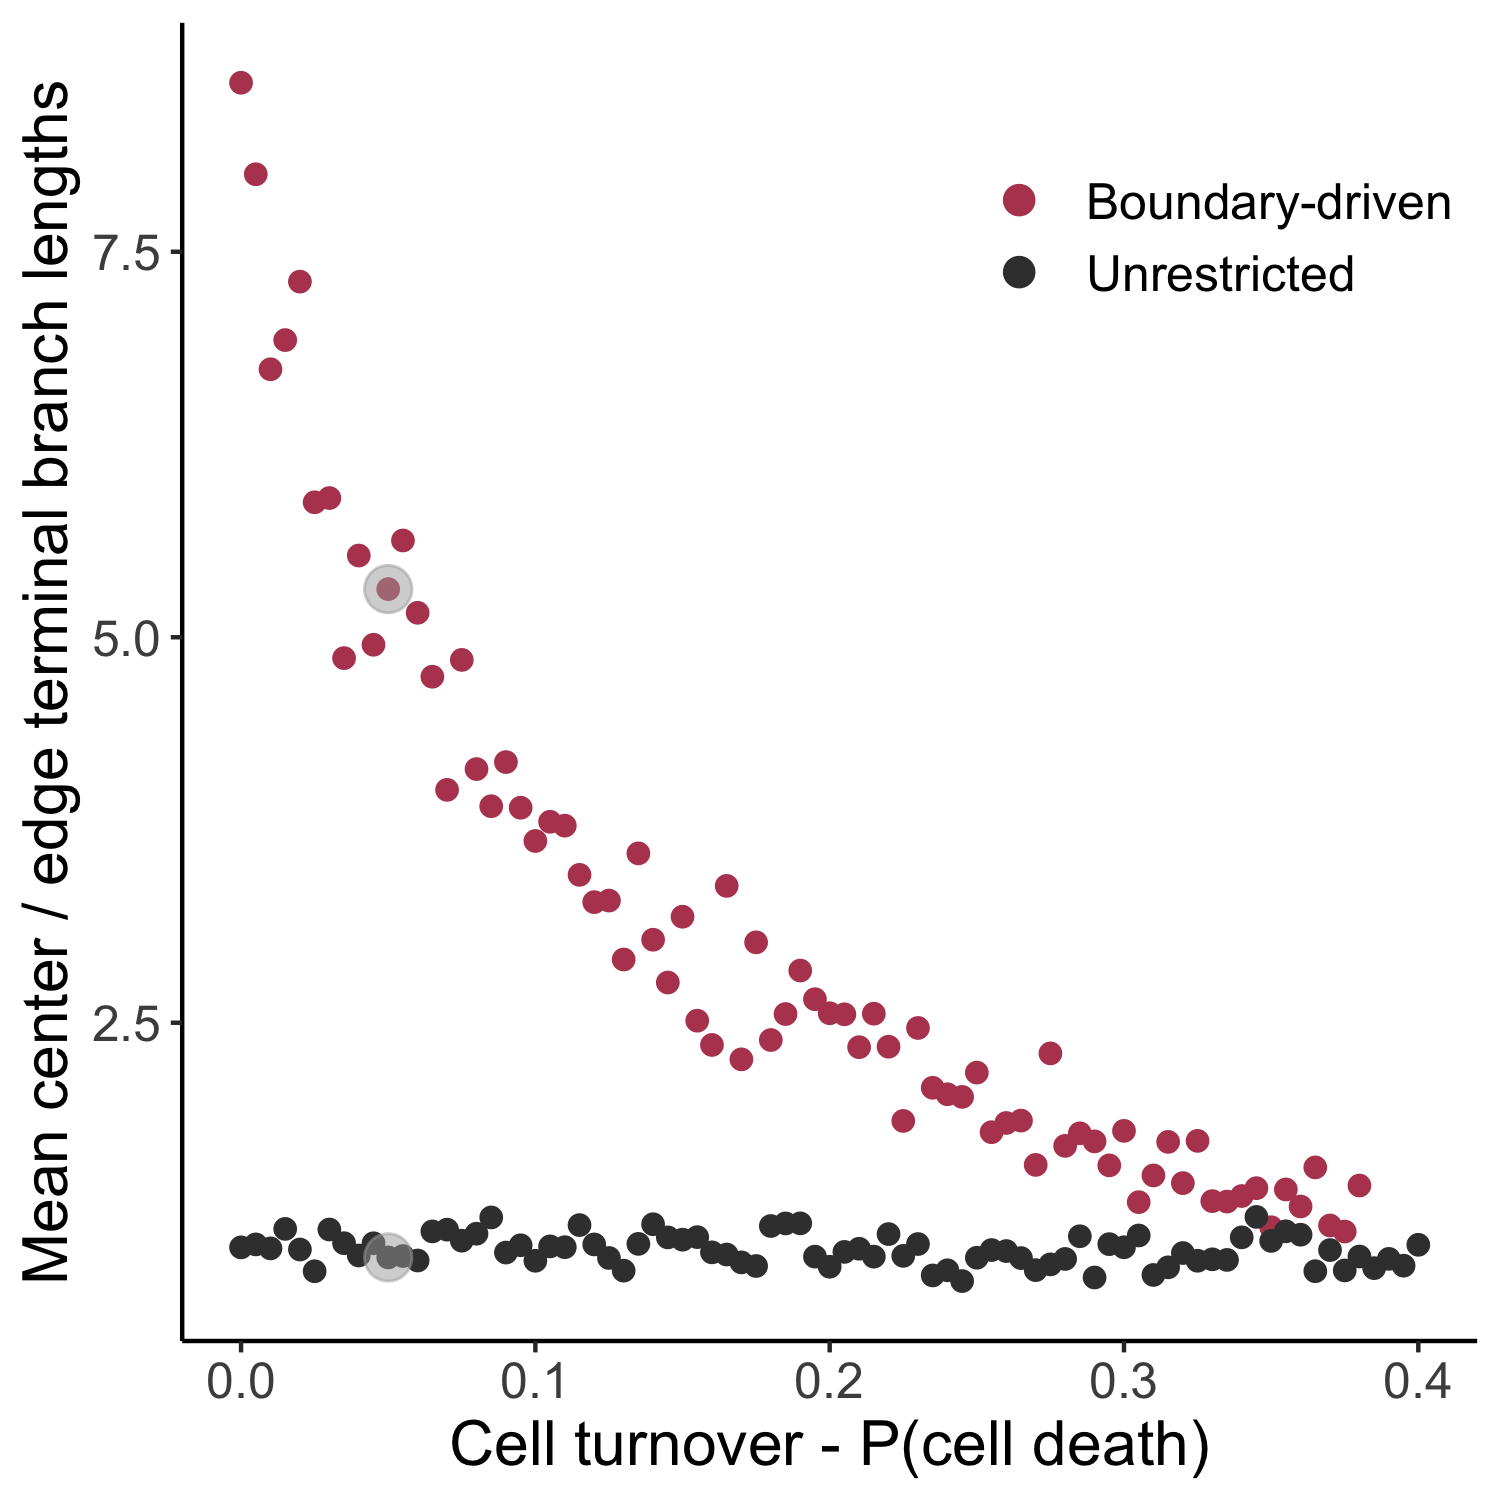 Mean center / edge terminal branch lengths
7.5
5.0
2.5
Boundary-driven
Unrestricted
0.0
0.1
0.2
0.3
0.4
Cell turnover - P(cell death)